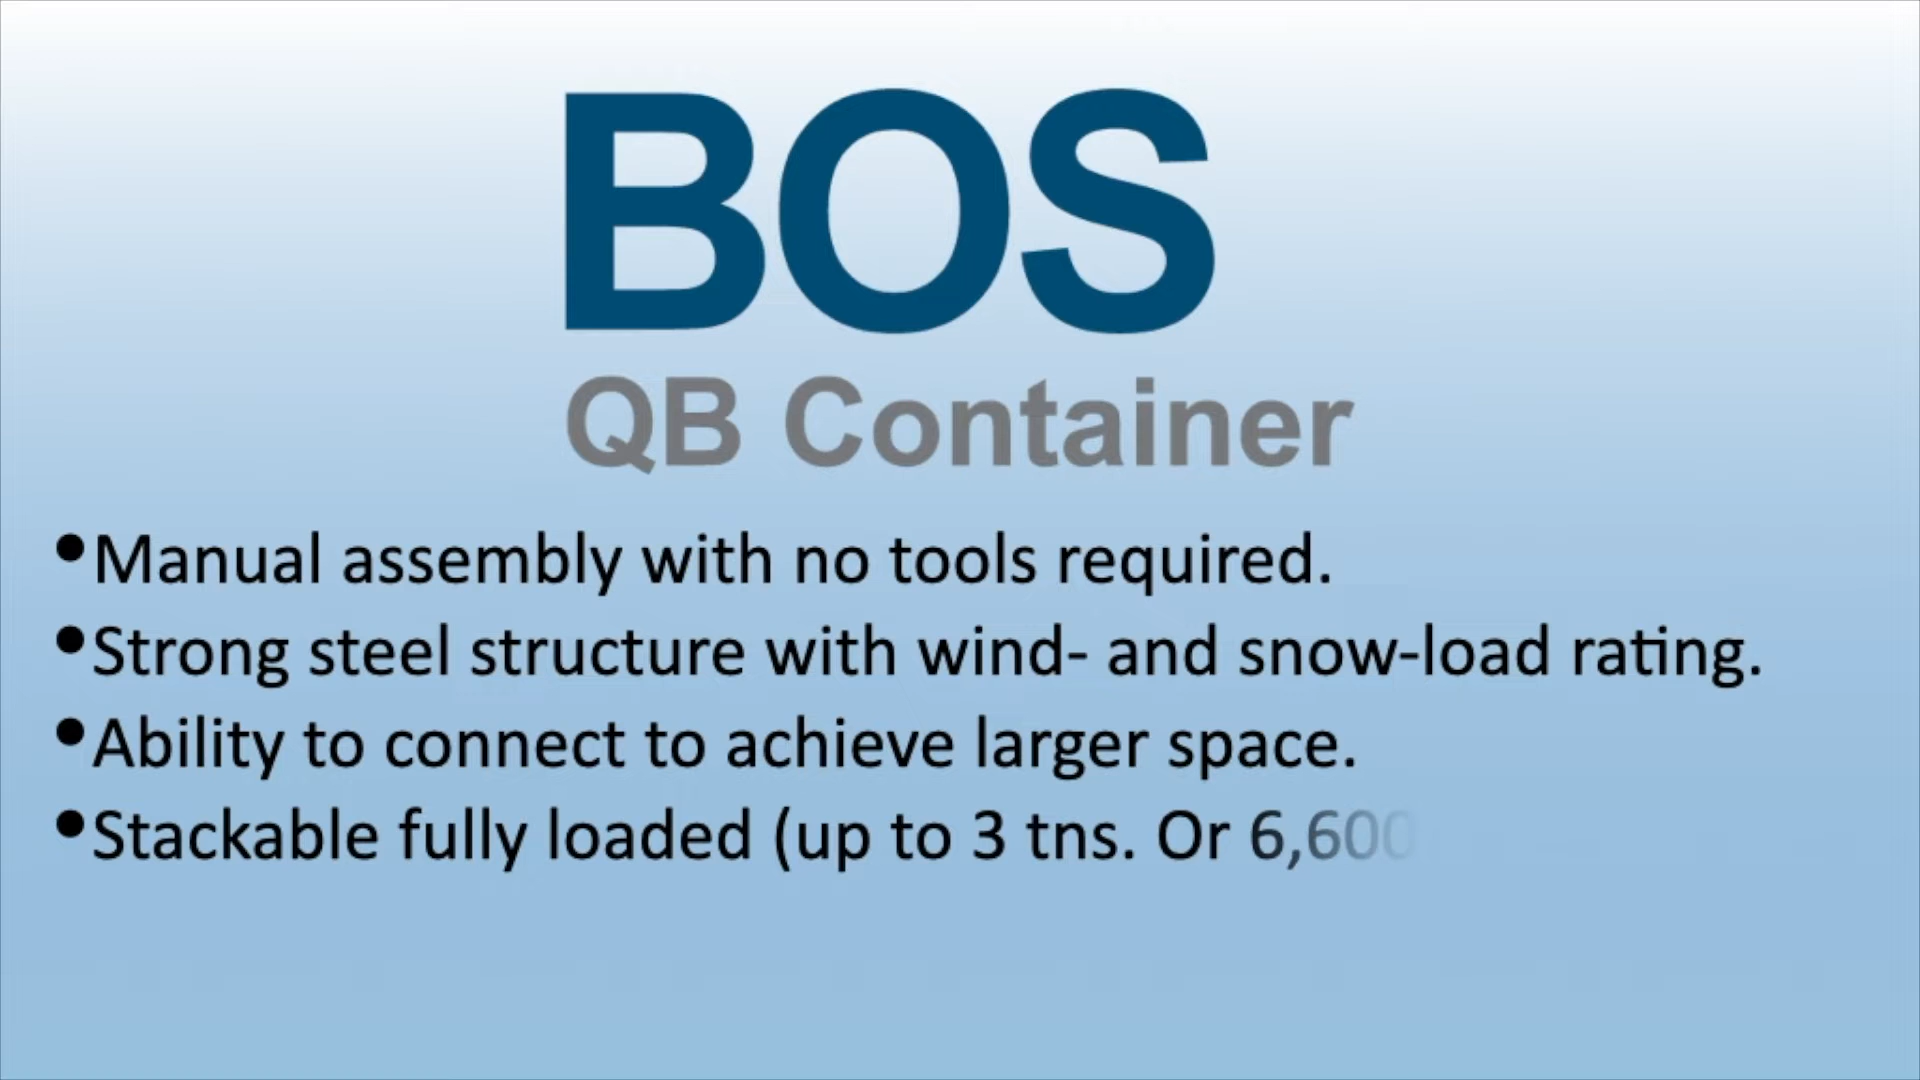 BOS
QB Container
•Manual assembly with no tools required.
•Strong steel structure with wind- and snow-load rating.
•Ability to connect to achieve larger space.
•Stackable fully loaded (up to 3 tns. Or 6,600